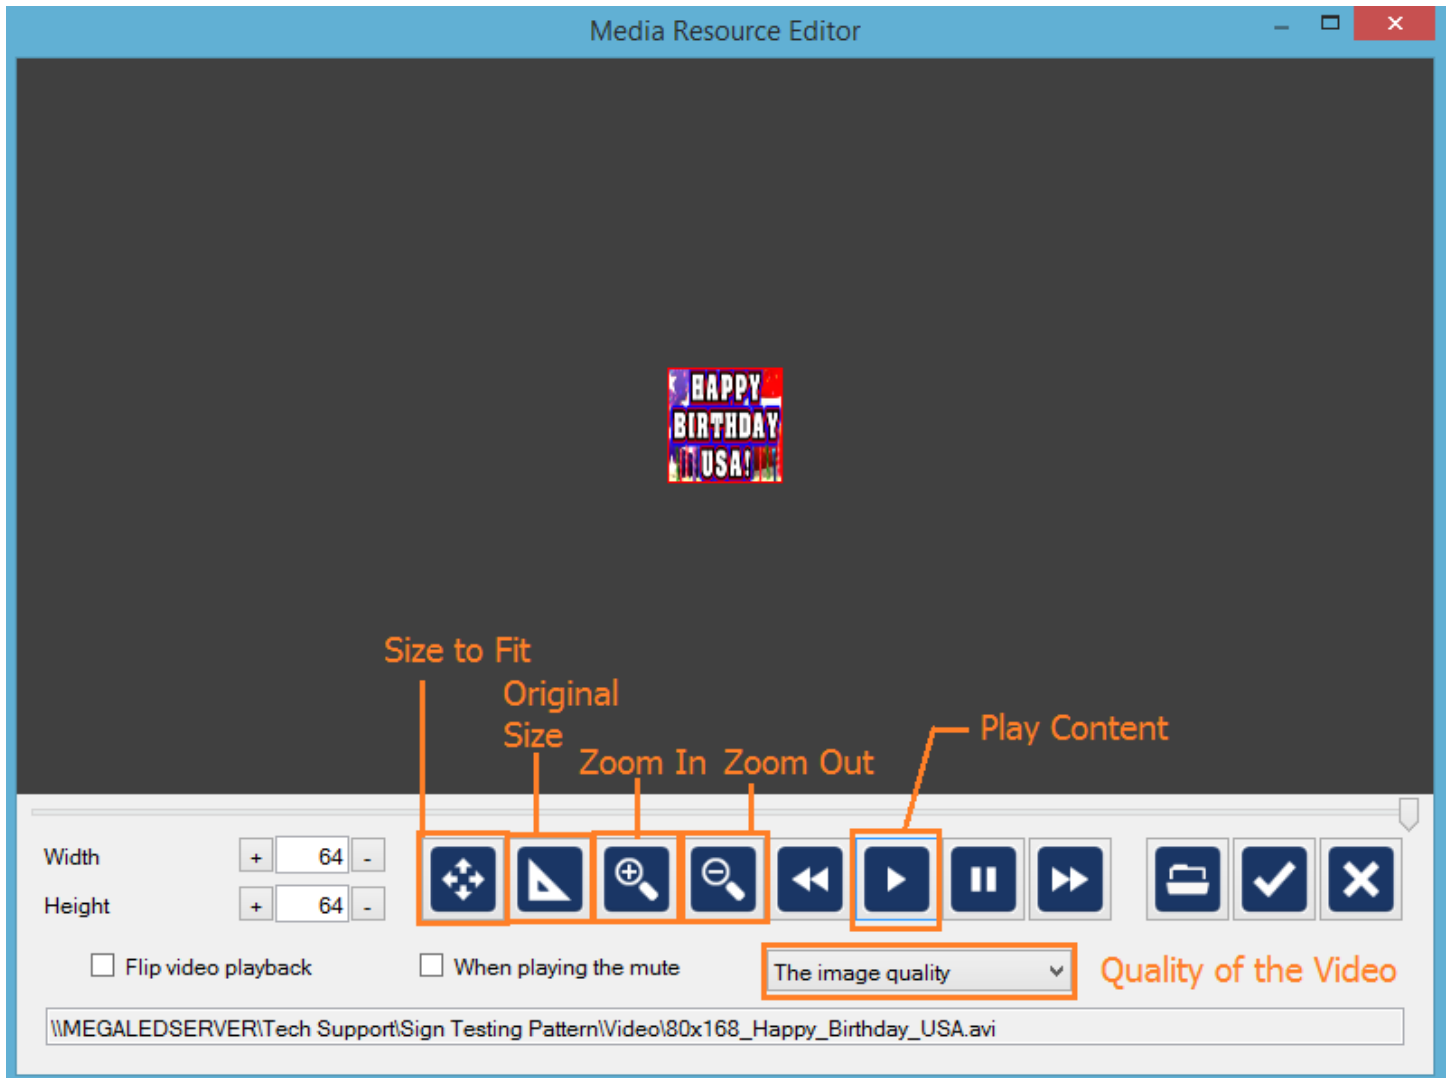 Media Resource Editor
HAPPY
BIRTHDAY
USA!
Size to Fit
Original
Size
Zoom In Zoom Out
Play Content
Width + 64 -
Height + 64 -
Flip video playback
When playing the mute
The image quality
Quality of the Video
\\MEGALEDSERVER\Tech Support\Sign Testing Pattern\Video\80x168_Happy_Birthday_USA.avi